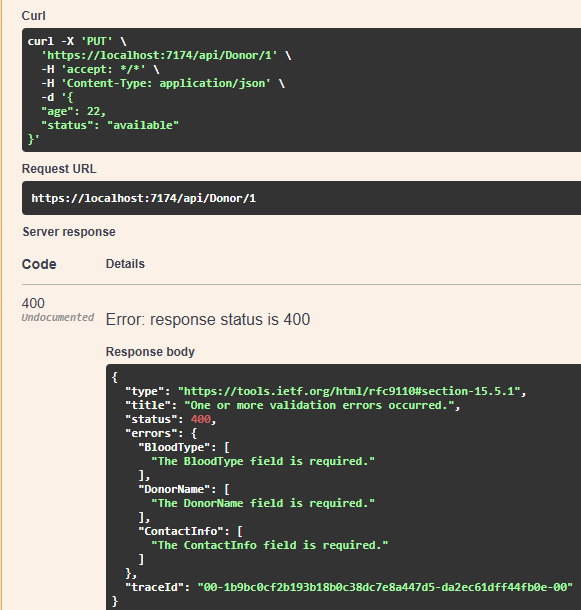 Curl
curl -X 'PUT' \
'https://localhost:7174/api/Donor/1' \
-H 'accept: */*' \
-H 'Content-Type: application/json' \
-d '{
"age": 22,
"status": "available"
}'
Request URL
https://localhost:7174/api/Donor/1
Server response
Code Details
400
Undocumented
Error: response status is 400
Response body
{
"type": "https://tools.ietf.org/html/rfc9110#section-15.5.1",
"title": "One or more validation errors occurred.",
"status": 400,
"errors": {
"BloodType": [
"The BloodType field is required."
],
"DonorName": [
"The DonorName field is required."
],
"ContactInfo": [
"The ContactInfo field is required."
]
},
"traceId": "00-1b9bc0cf2b193b18b0c38dc7e8a447d5-da2ec61dff44fb0e-00"
}